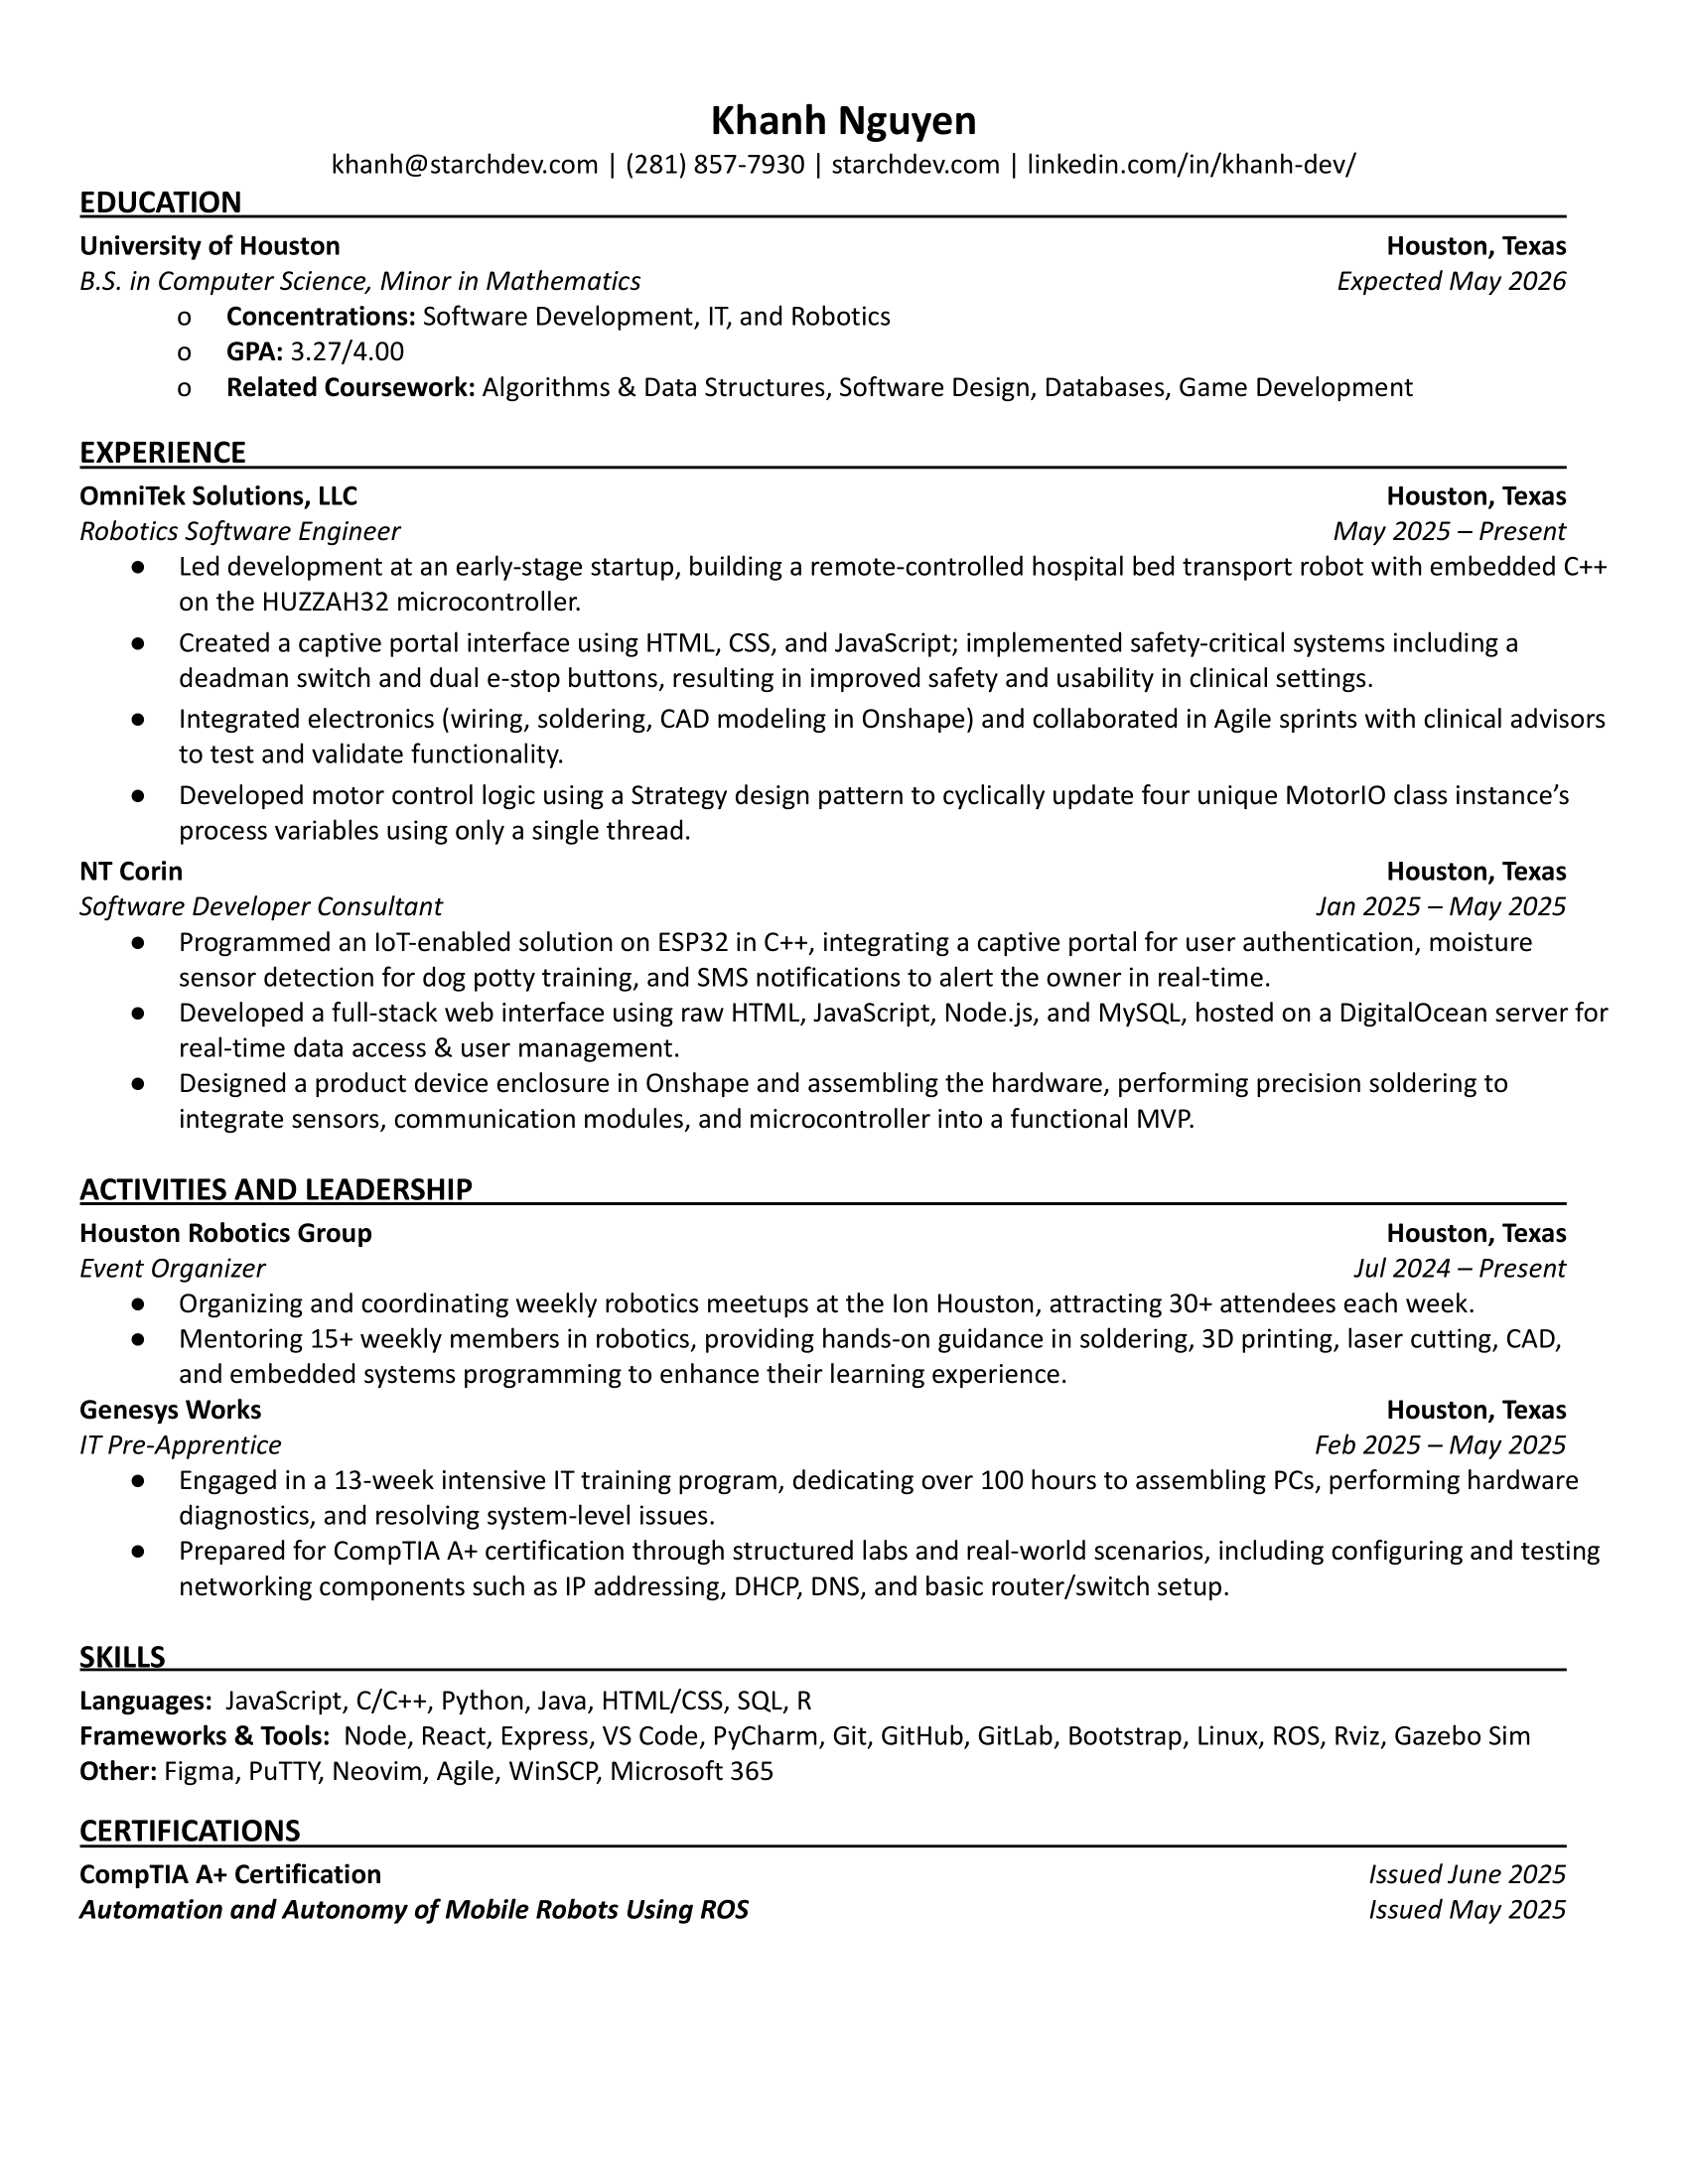 Khanh Nguyen
khanh@starchdev.com | (281) 857-7930 | starchdev.com | linkedin.com/in/khanh-dev/
EDUCATION
University of Houston Houston, Texas
B.S. in Computer Science, Minor in Mathematics Expected May 2026
o Concentrations: Software Development, IT, and Robotics
o GPA: 3.27/4.00
o Related Coursework: Algorithms & Data Structures, Software Design, Databases, Game Development
EXPERIENCE
OmniTek Solutions, LLC Houston, Texas
Robotics Software Engineer May 2025 – Present
● Led development at an early-stage startup, building a remote-controlled hospital bed transport robot with embedded C++
on the HUZZAH32 microcontroller.
● Created a captive portal interface using HTML, CSS, and JavaScript; implemented safety-critical systems including a
deadman switch and dual e-stop buttons, resulting in improved safety and usability in clinical settings.
● Integrated electronics (wiring, soldering, CAD modeling in Onshape) and collaborated in Agile sprints with clinical advisors
to test and validate functionality.
● Developed motor control logic using a Strategy design pattern to cyclically update four unique MotorIO class instance’s
process variables using only a single thread.
NT Corin Houston, Texas
Software Developer Consultant Jan 2025 – May 2025
● Programmed an IoT-enabled solution on ESP32 in C++, integrating a captive portal for user authentication, moisture
sensor detection for dog potty training, and SMS notifications to alert the owner in real-time.
● Developed a full-stack web interface using raw HTML, JavaScript, Node.js, and MySQL, hosted on a DigitalOcean server for
real-time data access & user management.
● Designed a product device enclosure in Onshape and assembling the hardware, performing precision soldering to
integrate sensors, communication modules, and microcontroller into a functional MVP.
ACTIVITIES AND LEADERSHIP
Houston Robotics Group Houston, Texas
Event Organizer Jul 2024 – Present
● Organizing and coordinating weekly robotics meetups at the Ion Houston, attracting 30+ attendees each week.
● Mentoring 15+ weekly members in robotics, providing hands-on guidance in soldering, 3D printing, laser cutting, CAD,
and embedded systems programming to enhance their learning experience.
Genesys Works Houston, Texas
IT Pre-Apprentice Feb 2025 – May 2025
● Engaged in a 13-week intensive IT training program, dedicating over 100 hours to assembling PCs, performing hardware
diagnostics, and resolving system-level issues.
● Prepared for CompTIA A+ certification through structured labs and real-world scenarios, including configuring and testing
networking components such as IP addressing, DHCP, DNS, and basic router/switch setup.
SKILLS
Languages: JavaScript, C/C++, Python, Java, HTML/CSS, SQL, R
Frameworks & Tools: Node, React, Express, VS Code, PyCharm, Git, GitHub, GitLab, Bootstrap, Linux, ROS, Rviz, Gazebo Sim
Other: Figma, PuTTY, Neovim, Agile, WinSCP, Microsoft 365
CERTIFICATIONS
CompTIA A+ Certification Issued June 2025
Automation and Autonomy of Mobile Robots Using ROS Issued May 2025